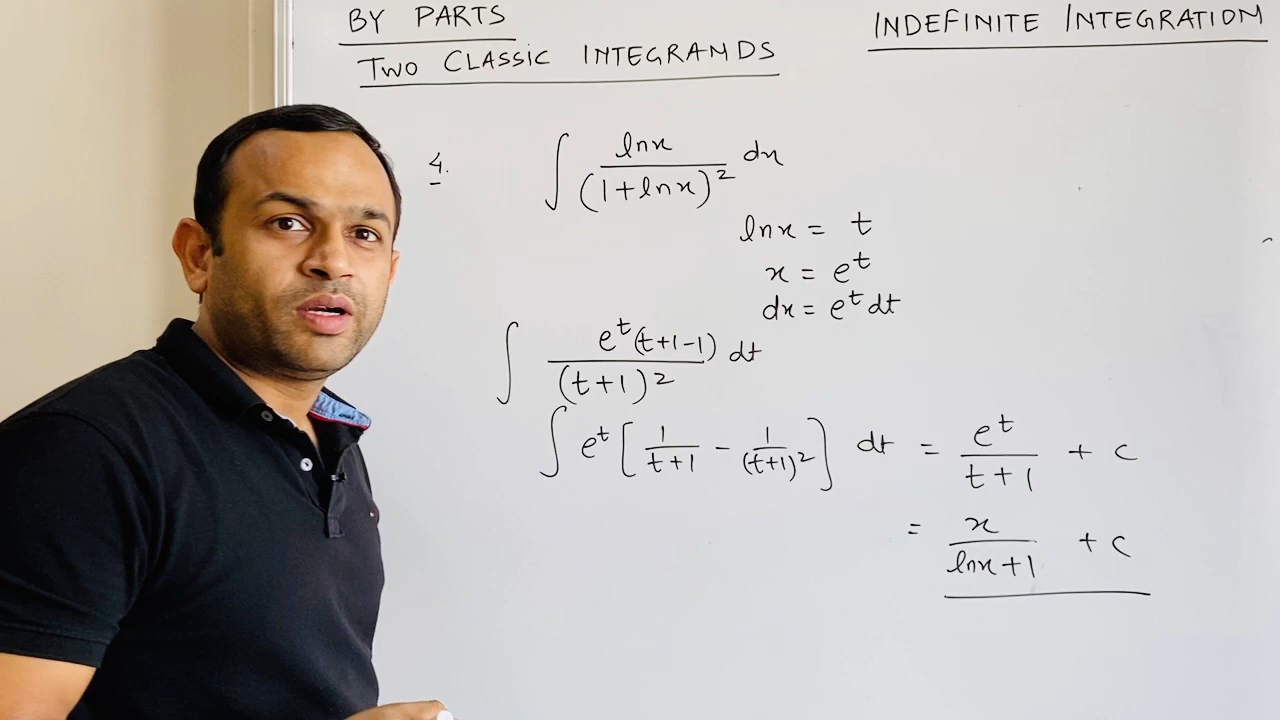 BY PARTS
INDEFINITE INTEGRATION
TWO CLASSIC INTEGRANDS
4. ∫ lnx/(1+lnx)² dx
lnx = t
x = e^t
dx = e^t dt
∫ e^t(t+1-1)/(t+1)² dt
∫ e^t [1/(t+1) - 1/(t+1)²] dt = e^t/(t+1) + c
= x/(lnx+1) + c